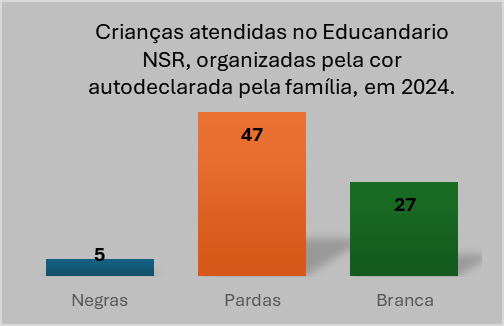 Crianças atendidas no Educandario
NSR, organizadas pela cor
autodeclarada pela família, em 2024.
47
27
5
Negras Pardas Branca